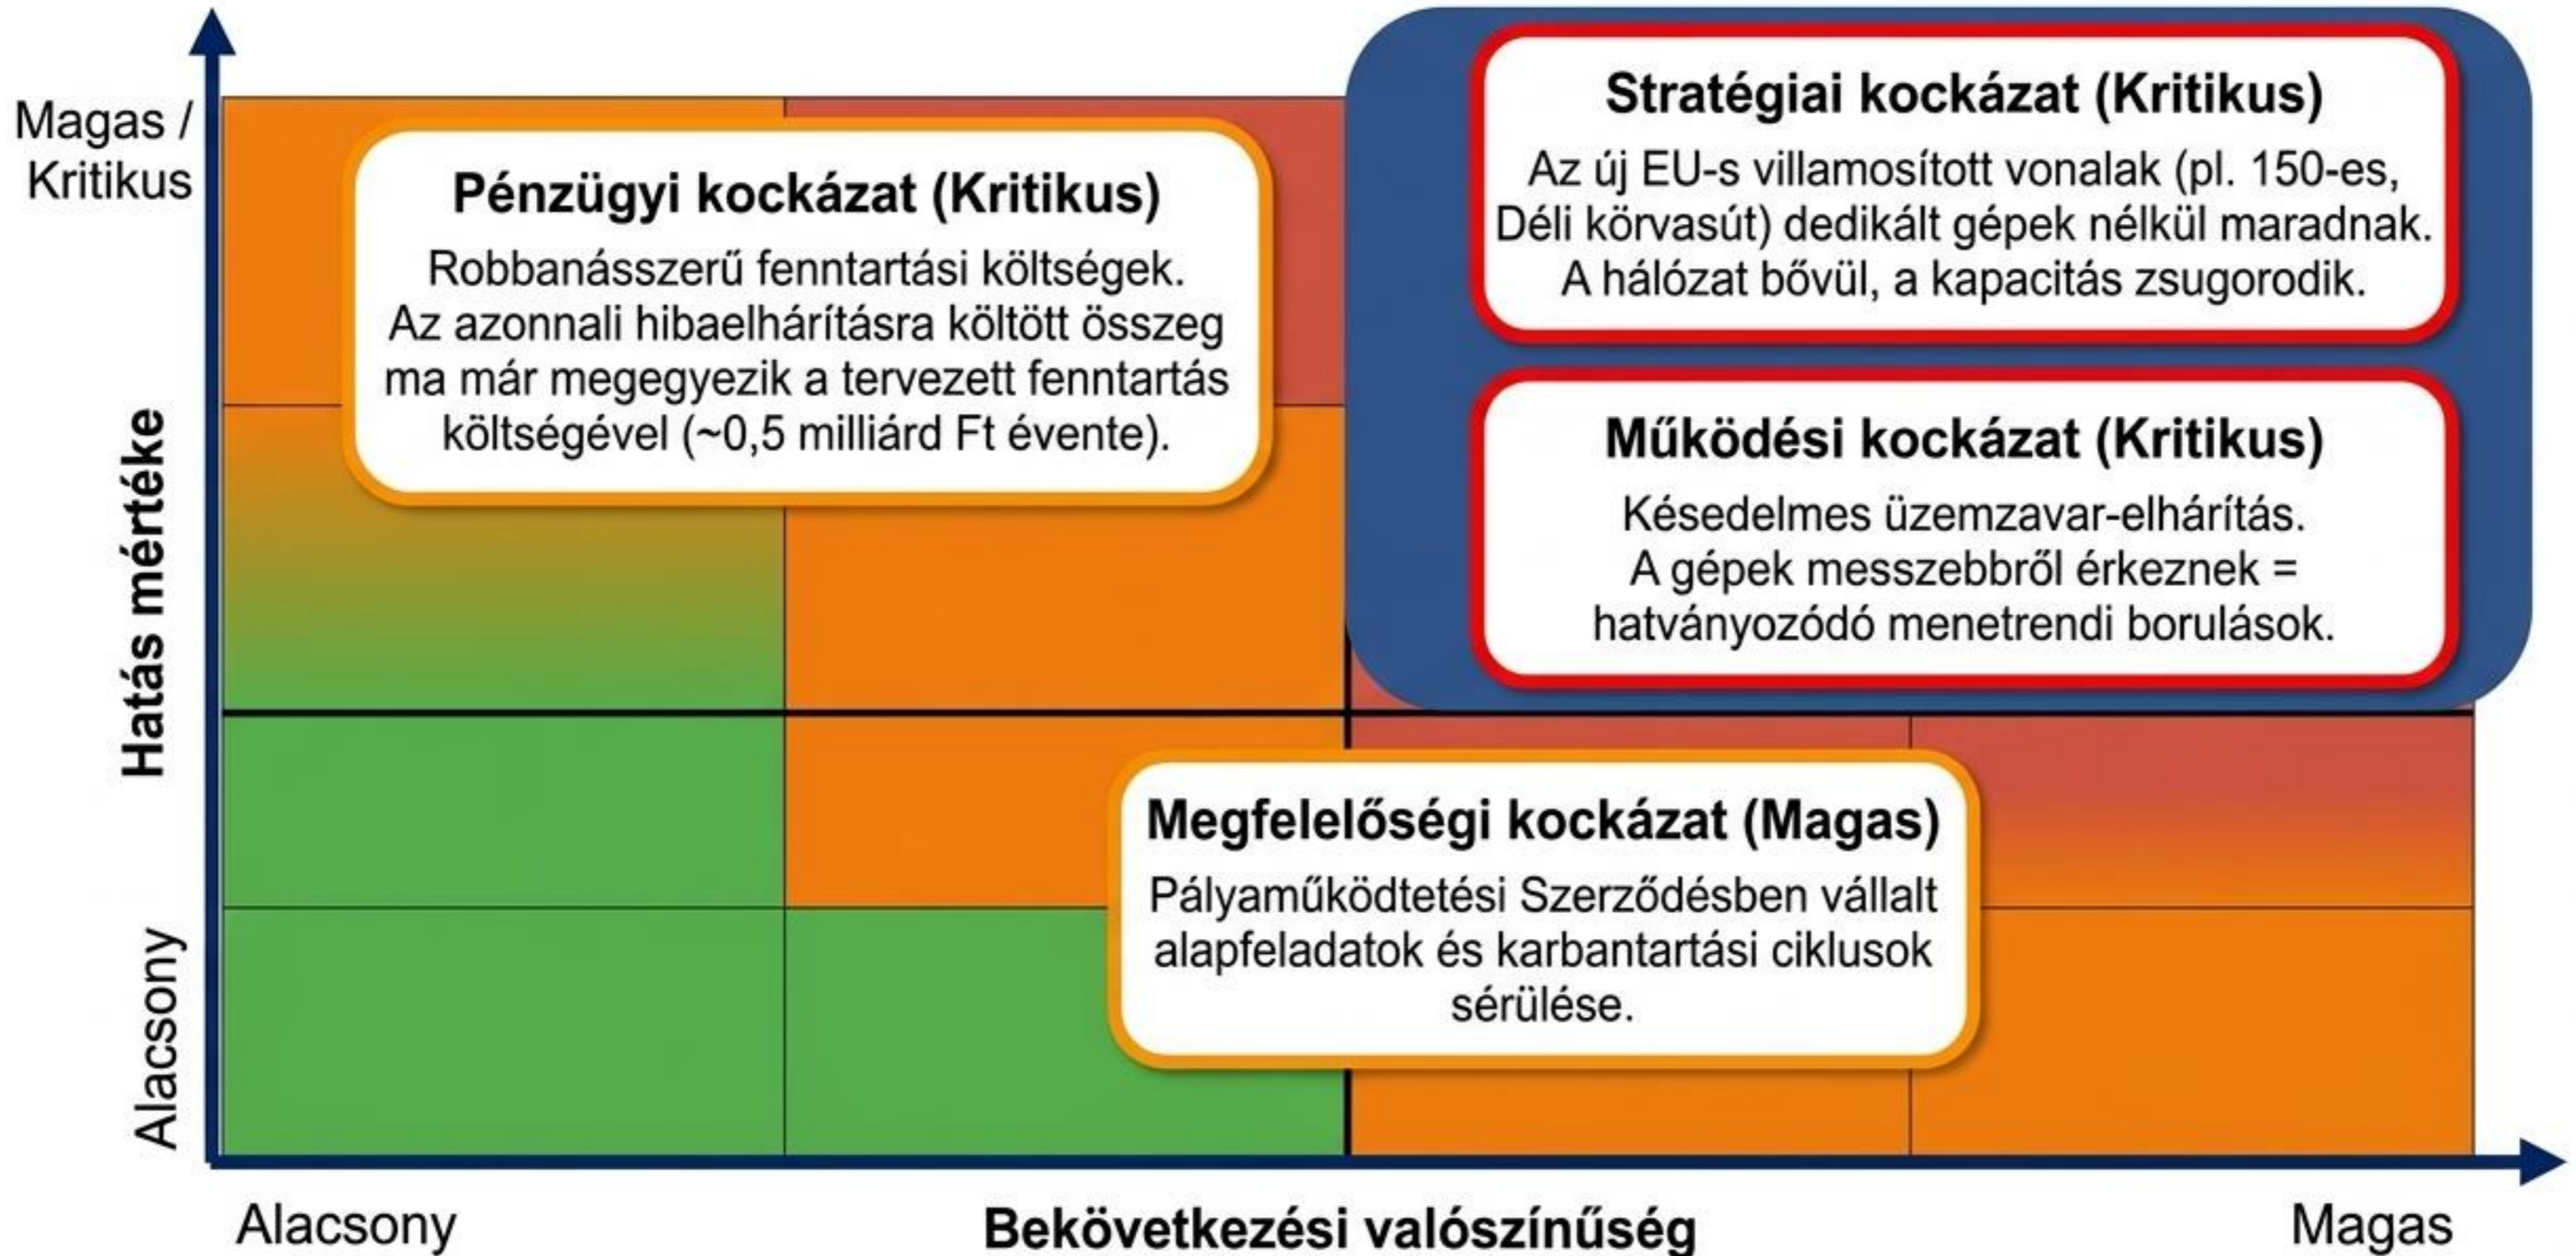 Magas /
Kritikus
Hatás mértéke
Alacsony
Pénzügyi kockázat (Kritikus)
Robbanásszerű fenntartási költségek.
Az azonnali hibaelhárításra költött összeg
ma már megegyezik a tervezett fenntartás
költségével (~0,5 milliárd Ft évente).
Stratégiai kockázat (Kritikus)
Az új EU-s villamosított vonalak (pl. 150-es,
Déli körvasút) dedikált gépek nélkül maradnak.
A hálózat bővül, a kapacitás zsugorodik.
Működési kockázat (Kritikus)
Késedelmes üzemzavar-elhárítás.
A gépek messzebbről érkeznek =
hatványozódó menetrendi borulások.
Megfelelőségi kockázat (Magas)
Pályaműködtetési Szerződésben vállalt
alapfeladatok és karbantartási ciklusok
sérülése.
Alacsony
Bekövetkezési valószínűség
Magas